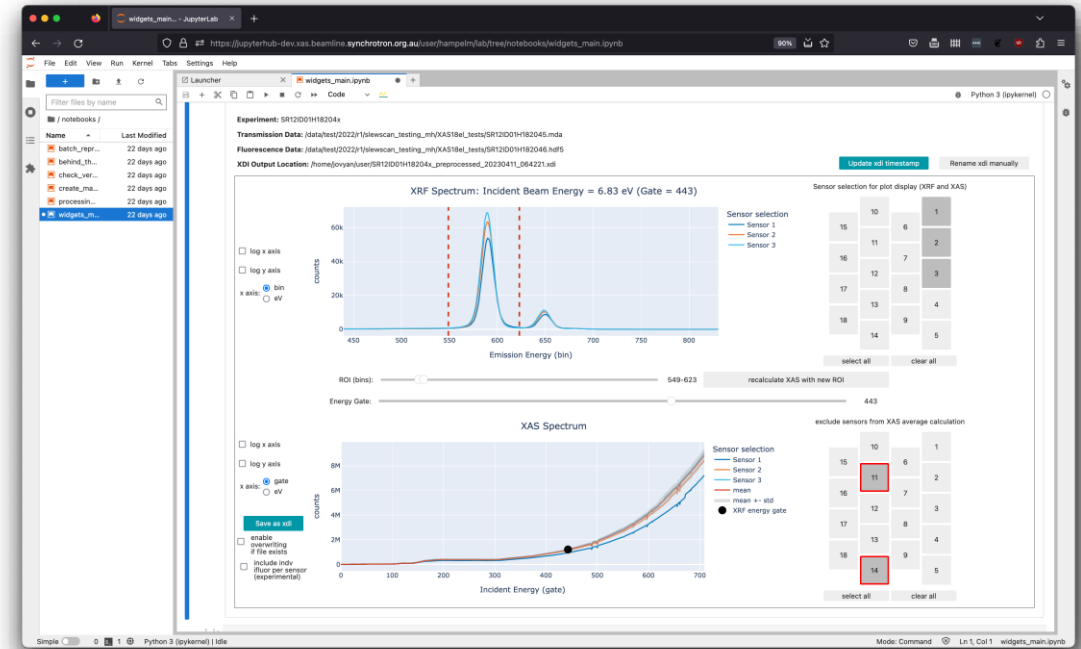 widgets_main... - JupyterLab
https://jupyterhub-dev.xas.beamline.synchrotron.org.au/user/hampelm/lab/tree/notebooks/widgets_main.ipynb
90%
File Edit View Run Kernel Tabs Settings Help
Launcher
widgets_main.ipynb
Code
Python 3 (ipykernel)
Filter files by name
/ notebooks /
Name Last Modified
batch_repr... 22 days ago
behind_th... 22 days ago
check_ver... 22 days ago
create_ma... 22 days ago
processin... 22 days ago
widgets_m... 22 days ago
Experiment: SR12ID01H18204x
Transmission Data: /data/test/2022/r1/slewscan_testing_mh/XAS18el_tests/SR12ID01H182045.mda
Fluorescence Data: /data/test/2022/r1/slewscan_testing_mh/XAS18el_tests/SR12ID01H182046.hdf5
XDI Output Location: /home/jovyan/user/SR12ID01H18204x_preprocessed_20230411_064221.xdi
Update xdi timestamp
Rename xdi manually
XRF Spectrum: Incident Beam Energy = 6.83 eV (Gate = 443)
log x axis
log y axis
x axis:
bin
eV
counts
60k
40k
20k
0
450 500 550 600 650 700 750 800
Emission Energy (bin)
Sensor selection
Sensor 1
Sensor 2
Sensor 3
Sensor selection for plot display (XRF and XAS)
10 1
15 6
11 2
16 7
12 3
17 8
13 4
18 9
14 5
select all
clear all
ROI (bins):
549-623
recalculate XAS with new ROI
Energy Gate:
443
XAS Spectrum
log x axis
log y axis
x axis:
gate
eV
Save as xdi
enable
overwriting
if file exists
include indv
ifluor per sensor
(experimental)
counts
8M
6M
4M
2M
0
0 100 200 300 400 500 600 700
Incident Energy (gate)
Sensor selection
Sensor 1
Sensor 2
Sensor 3
mean
mean +- std
XRF energy gate
exclude sensors from XAS average calculation
10 1
15 6
11 2
16 7
12 3
17 8
13 4
18 9
14 5
select all
clear all
Simple
0
1
Python 3 (ipykernel) | Idle
Mode: Command
Ln 1, Col 1
widgets_main.ipynb